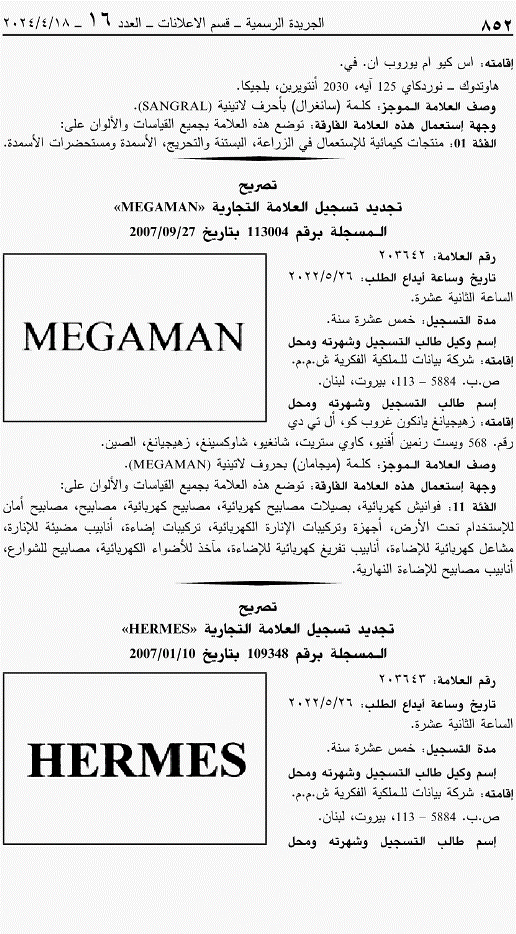 ٨٥٢
الجريدة الرسمية ـ قسم الاعلانات ـ العدد ١٦ ـ ٢٠٢٤/٤/١٨
إقامته: اس كيو ام يوروب ان. في.
هاوتدوك ـ نوردكاي 125 آيه، 2030 أنتويربن، بلجيكا.
وصف العلامة الموجز: كلمة (سانغرال) بأحرف لاتينية (SANGRAL).
وجهة إستعمال هذه العلامة الفارقة: توضع هذه العلامة بجميع القياسات والألوان على:
الفئة 01: منتجات كيمائية للإستعمال في الزراعة، البستنة والتحريج، الأسمدة ومستحضرات الأسمدة.
تصريح
تجديد تسجيل العلامة التجارية «MEGAMAN»
المسجلة برقم 113004 بتاريخ 2007/09/27
رقم العلامة: ٢٠٣٦٤٢
تاريخ وساعة أيداع الطلب: ٢٠٢٢/٥/٢٦
الساعة الثانية عشرة.
مدة التسجيل: خمس عشرة سنة.
إسم وكيل طالب التسجيل وشهرته ومحل
إقامته: شركة بيانات للملكية الفكرية ش.م.م.
ص.ب. 5884 – 113، بيروت، لبنان.
إسم طالب التسجيل وشهرته ومحل
إقامته: زهيجيانغ يانكون غروب كو، أل تي دي
MEGAMAN
رقم. 568 ويست رنمين أفنيو، كاوي ستريت، شانغيو، شاوكسينغ، زهيجيانغ، الصين.
وصف العلامة الموجز: كلمة (ميجامان) بحروف لاتينية (MEGAMAN).
وجهة إستعمال هذه العلامة الفارقة: توضع هذه العلامة بجميع القياسات والألوان على:
الفئة 11: فوانيش كهربائية، بصيلات مصابيح كهربائية، مصابيح كهربائية، مصابيح، مصابيح أمان
للإستخدام تحت الأرض، أجهزة وتركيبات الإنارة الكهربائية، تركيبات إضاءة، أنابيب مضيئة للإنارة،
مشاعل كهربائية للإضاءة، أنابيب تفريغ كهربائية للإضاءة، مآخذ للأضواء الكهربائية، مصابيح للشوارع،
أنابيب مصابيح للإضاءة النهارية.
تصريح
تجديد تسجيل العلامة التجارية «HERMES»
المسجلة برقم 109348 بتاريخ 2007/01/10
رقم العلامة: ٢٠٣٦٤٣
تاريخ وساعة أيداع الطلب: ٢٠٢٢/٥/٢٦
الساعة الثانية عشرة.
مدة التسجيل: خمس عشرة سنة.
إسم وكيل طالب التسجيل وشهرته ومحل
إقامته: شركة بيانات للملكية الفكرية ش.م.م.
ص.ب. 5884 – 113، بيروت، لبنان.
إسم طالب التسجيل وشهرته ومحل
HERMES